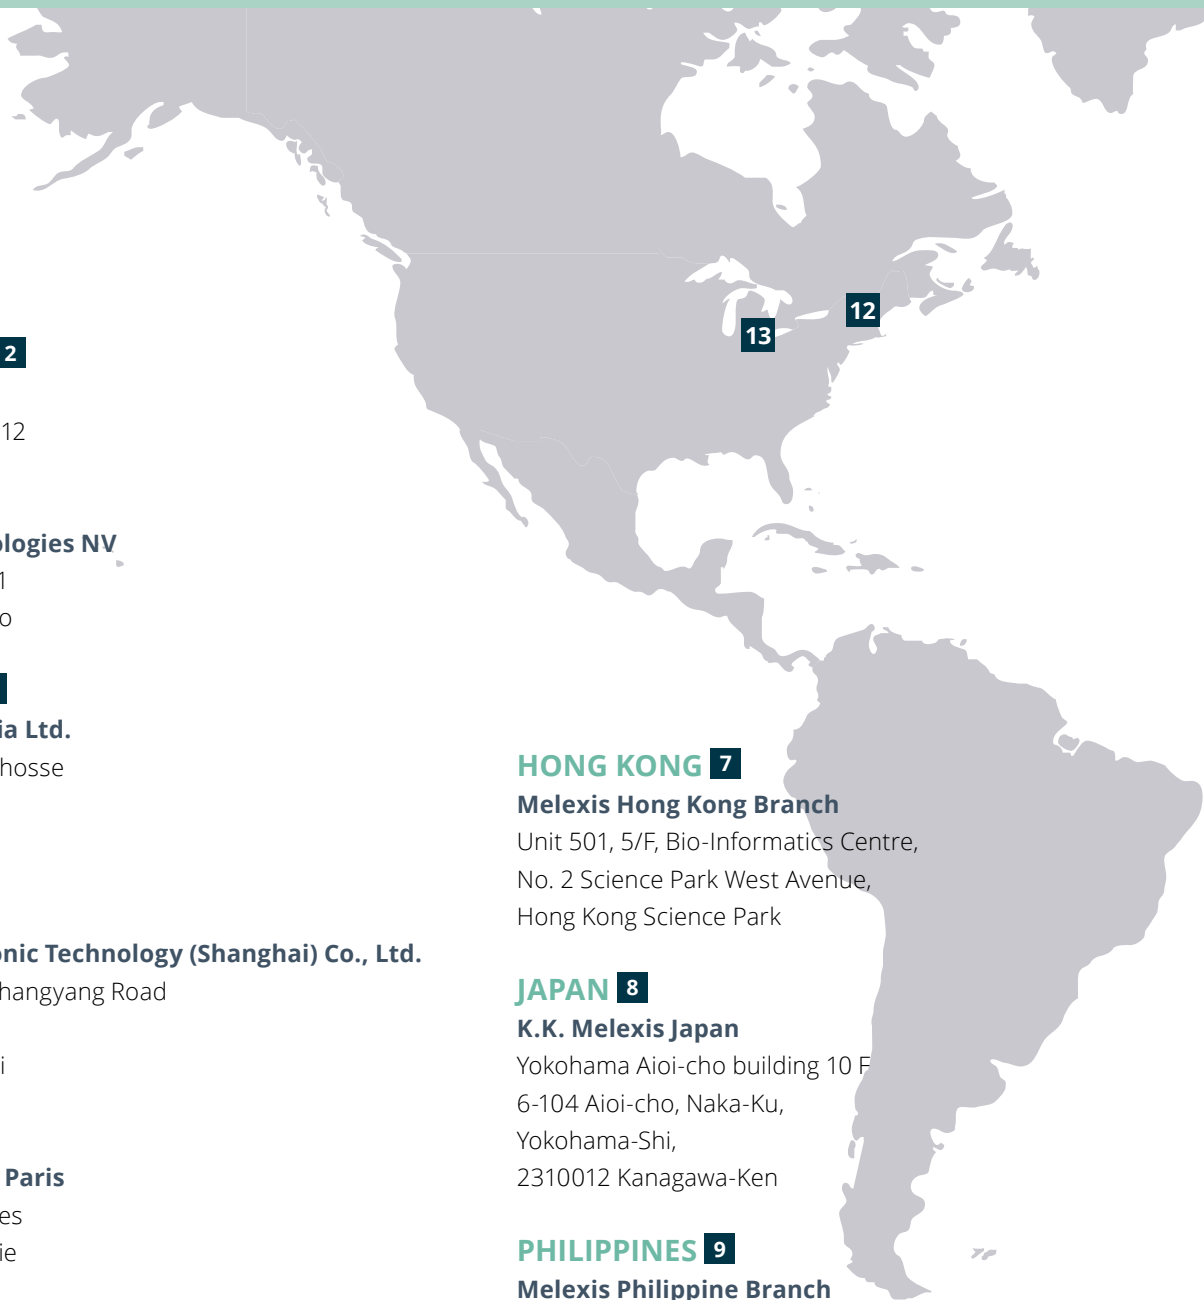 13
12
2
12
ologies NV
1
o
ia Ltd.
hosse
onic Technology (Shanghai) Co., Ltd.
hangyang Road
i
Paris
es
ie
HONG KONG 7
Melexis Hong Kong Branch
Unit 501, 5/F, Bio-Informatics Centre,
No. 2 Science Park West Avenue,
Hong Kong Science Park
JAPAN 8
K.K. Melexis Japan
Yokohama Aioi-cho building 10 F
6-104 Aioi-cho, Naka-Ku,
Yokohama-Shi,
2310012 Kanagawa-Ken
PHILIPPINES 9
Melexis Philippine Branch